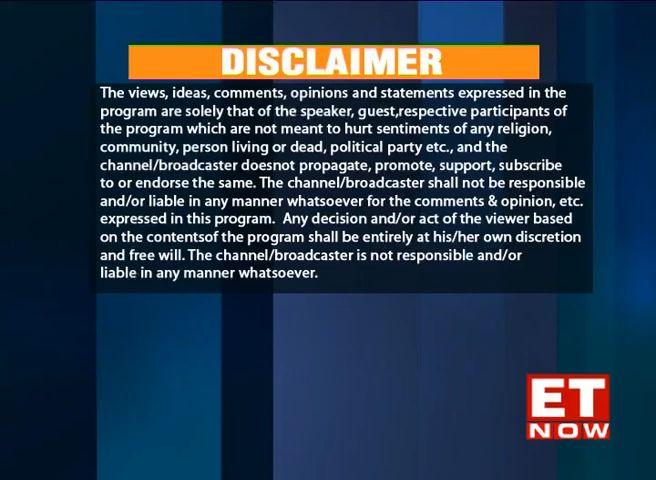 DISCLAIMER
The views, ideas, comments, opinions and statements expressed in the
program are solely that of the speaker, guest,respective participants of
the program which are not meant to hurt sentiments of any religion,
community, person living or dead, political party etc., and the
channel/broadcaster doesnot propagate, promote, support, subscribe
to or endorse the same. The channel/broadcaster shall not be responsible
and/or liable in any manner whatsoever for the comments & opinion, etc.
expressed in this program. Any decision and/or act of the viewer based
on the contentsof the program shall be entirely at his/her own discretion
and free will. The channel/broadcaster is not responsible and/or
liable in any manner whatsoever.
ET
NOW